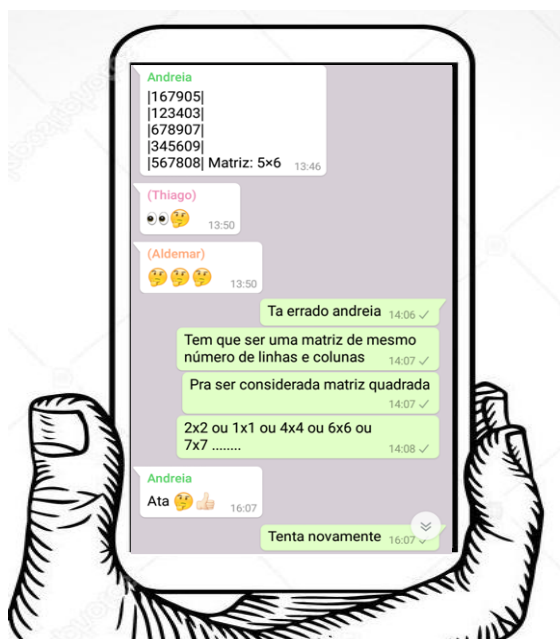 Andreia
|167905|
|123403|
|678907|
|345609|
|567808| Matriz: 5×6 13:46
(Thiago)
👀🤔 13:50
(Aldemar)
🤔🤔🤔 13:50
Ta errado andreia 14:06
Tem que ser uma matriz de mesmo
número de linhas e colunas 14:07
Pra ser considerada matriz quadrada
14:07
2x2 ou 1x1 ou 4x4 ou 6x6 ou
7x7 ........ 14:08
Andreia
Ata 🤔👍🏻 16:07
Tenta novamente 16:07